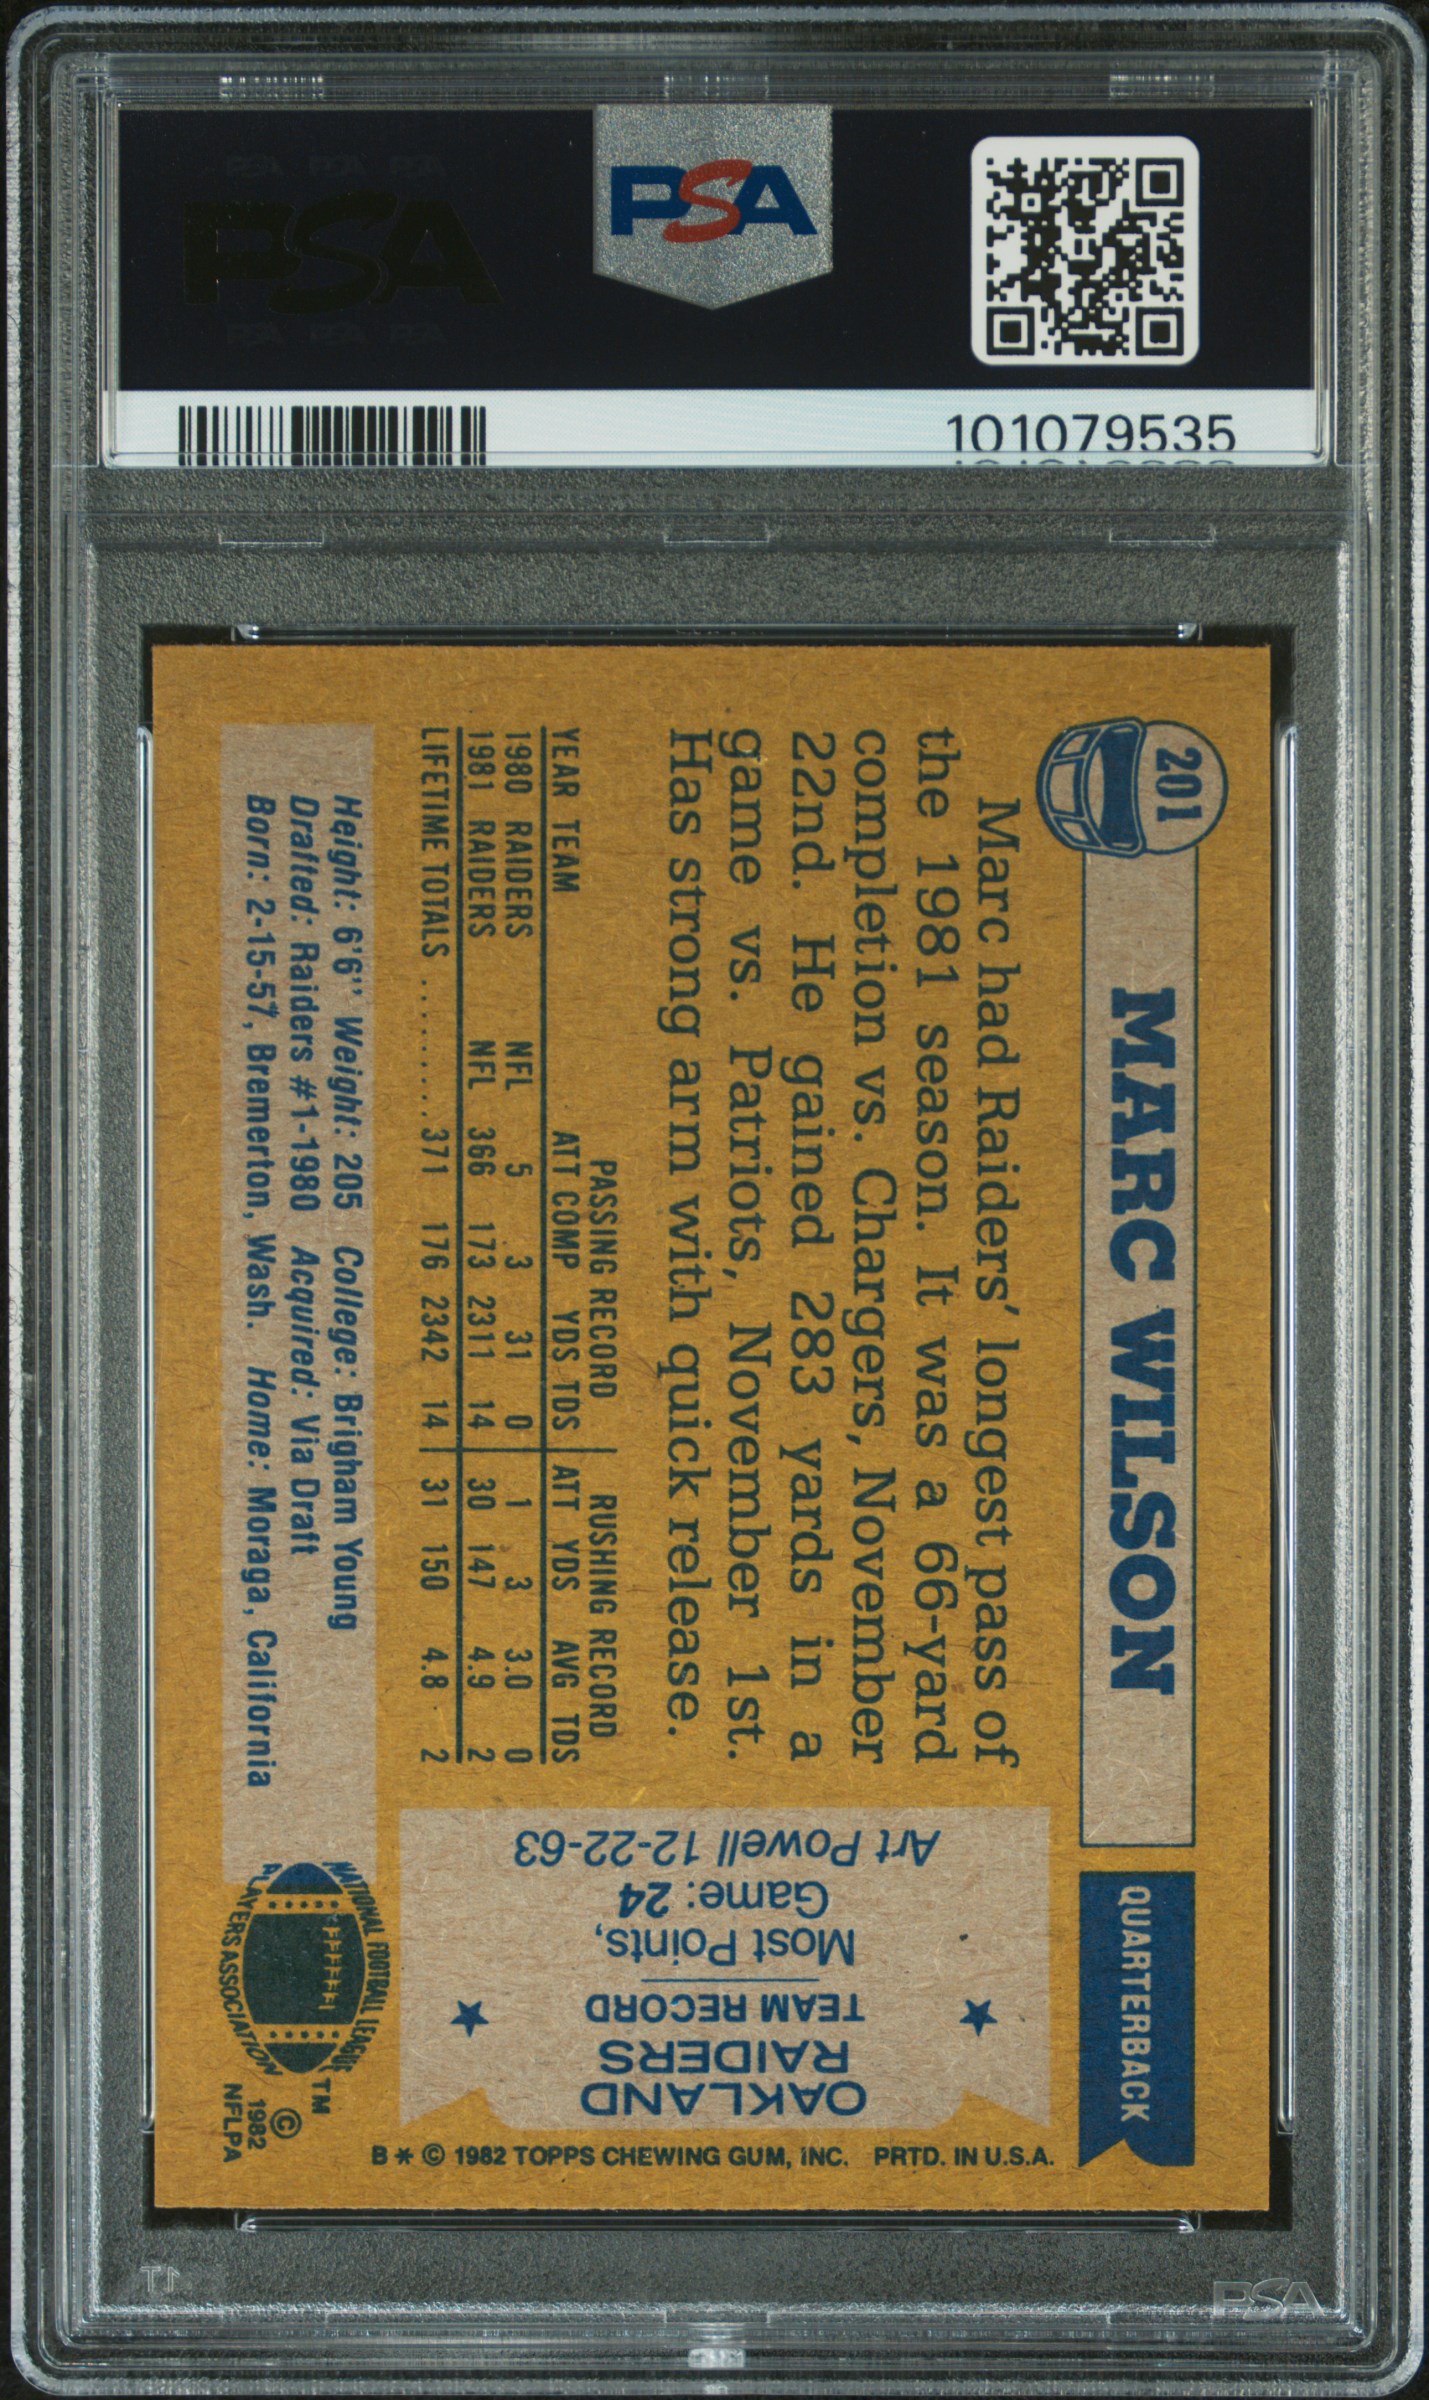 PSA
101079535
201
MARC WILSON
QUARTERBACK
Marc had Raiders' longest pass of
the 1981 season. It was a 66-yard
completion vs. Chargers, November
22nd. He gained 283 yards in a
game vs. Patriots, November 1st.
Has strong arm with quick release.
PASSING RECORD RUSHING RECORD
YEAR TEAM ATT COMP YDS TDS ATT YDS AVG TDS
1980 RAIDERS NFL 5 3 31 0 1 3 3.0 0
1981 RAIDERS NFL 366 173 2311 14 30 147 4.9 2
LIFETIME TOTALS ......... 371 176 2342 14 31 150 4.8 2
Height: 6'6'' Weight: 205 College: Brigham Young
Drafted: Raiders #1-1980 Acquired: Via Draft
Born: 2-15-57, Bremerton, Wash. Home: Moraga, California
OAKLAND
RAIDERS
TEAM RECORD
Most Points,
Game: 24
Art Powell 12-22-63
NATIONAL FOOTBALL LEAGUE
PLAYERS ASSOCIATION
TM
©
1982
NFLPA
B * © 1982 TOPPS CHEWING GUM, INC. PRTD. IN U.S.A.
PSA
PSA